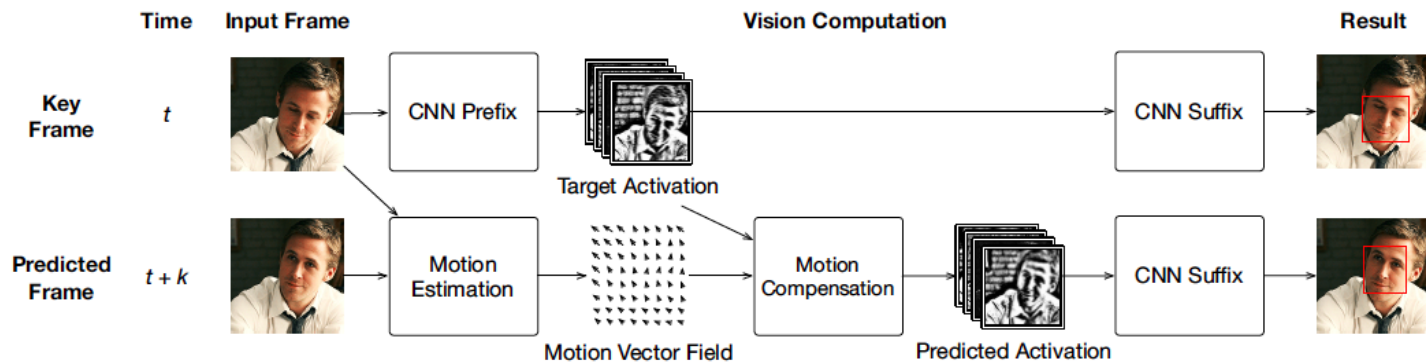 Time Input Frame Vision Computation Result
Key
Frame
t
CNN Prefix
CNN Suffix
Target Activation
Predicted
Frame
t + k
Motion
Estimation
Motion
Compensation
CNN Suffix
Motion Vector Field
Predicted Activation